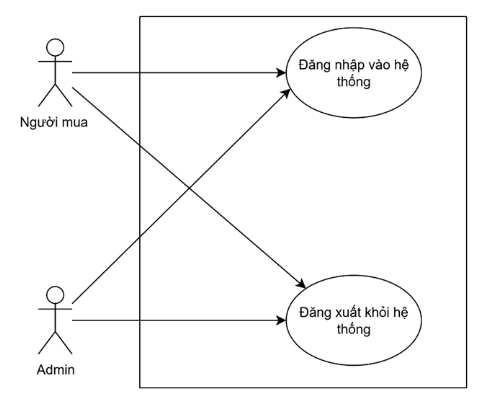 Đăng nhập vào hệ
thống
Người mua
Đăng xuất khỏi hệ
thống
Admin